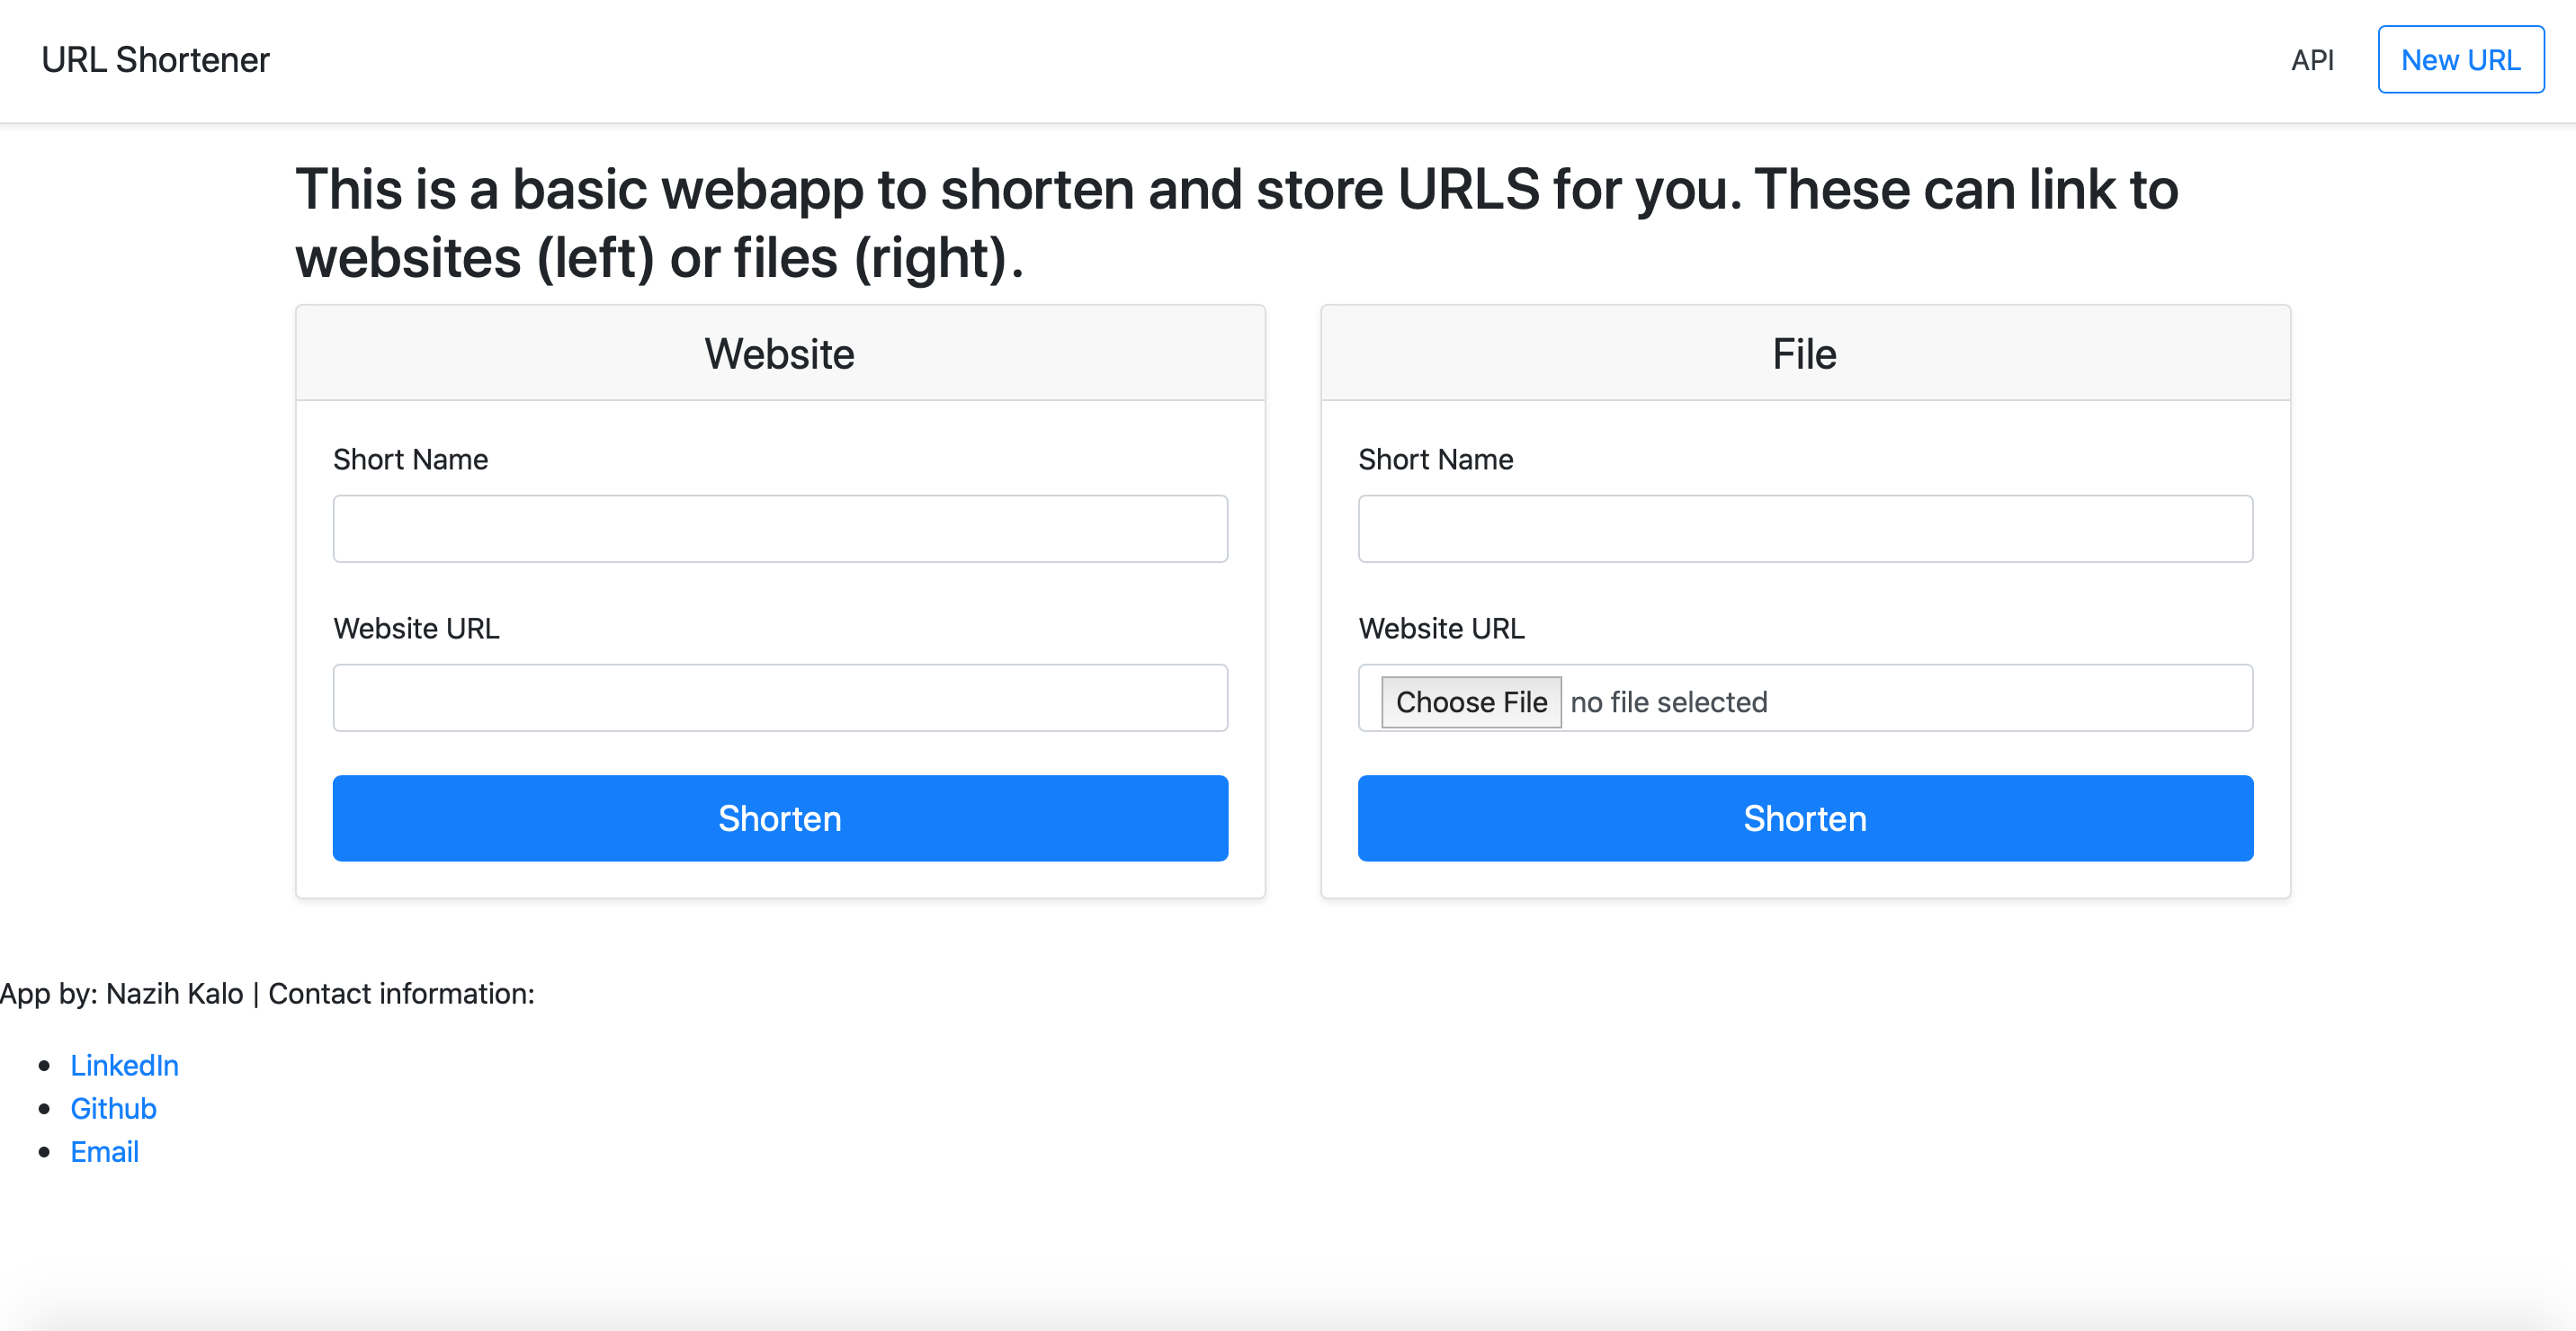 URL Shortener
API
New URL
This is a basic webapp to shorten and store URLS for you. These can link to
websites (left) or files (right).
Website
Short Name
Website URL
Shorten
File
Short Name
Website URL
Choose File no file selected
Shorten
App by: Nazih Kalo | Contact information:
LinkedIn
Github
Email